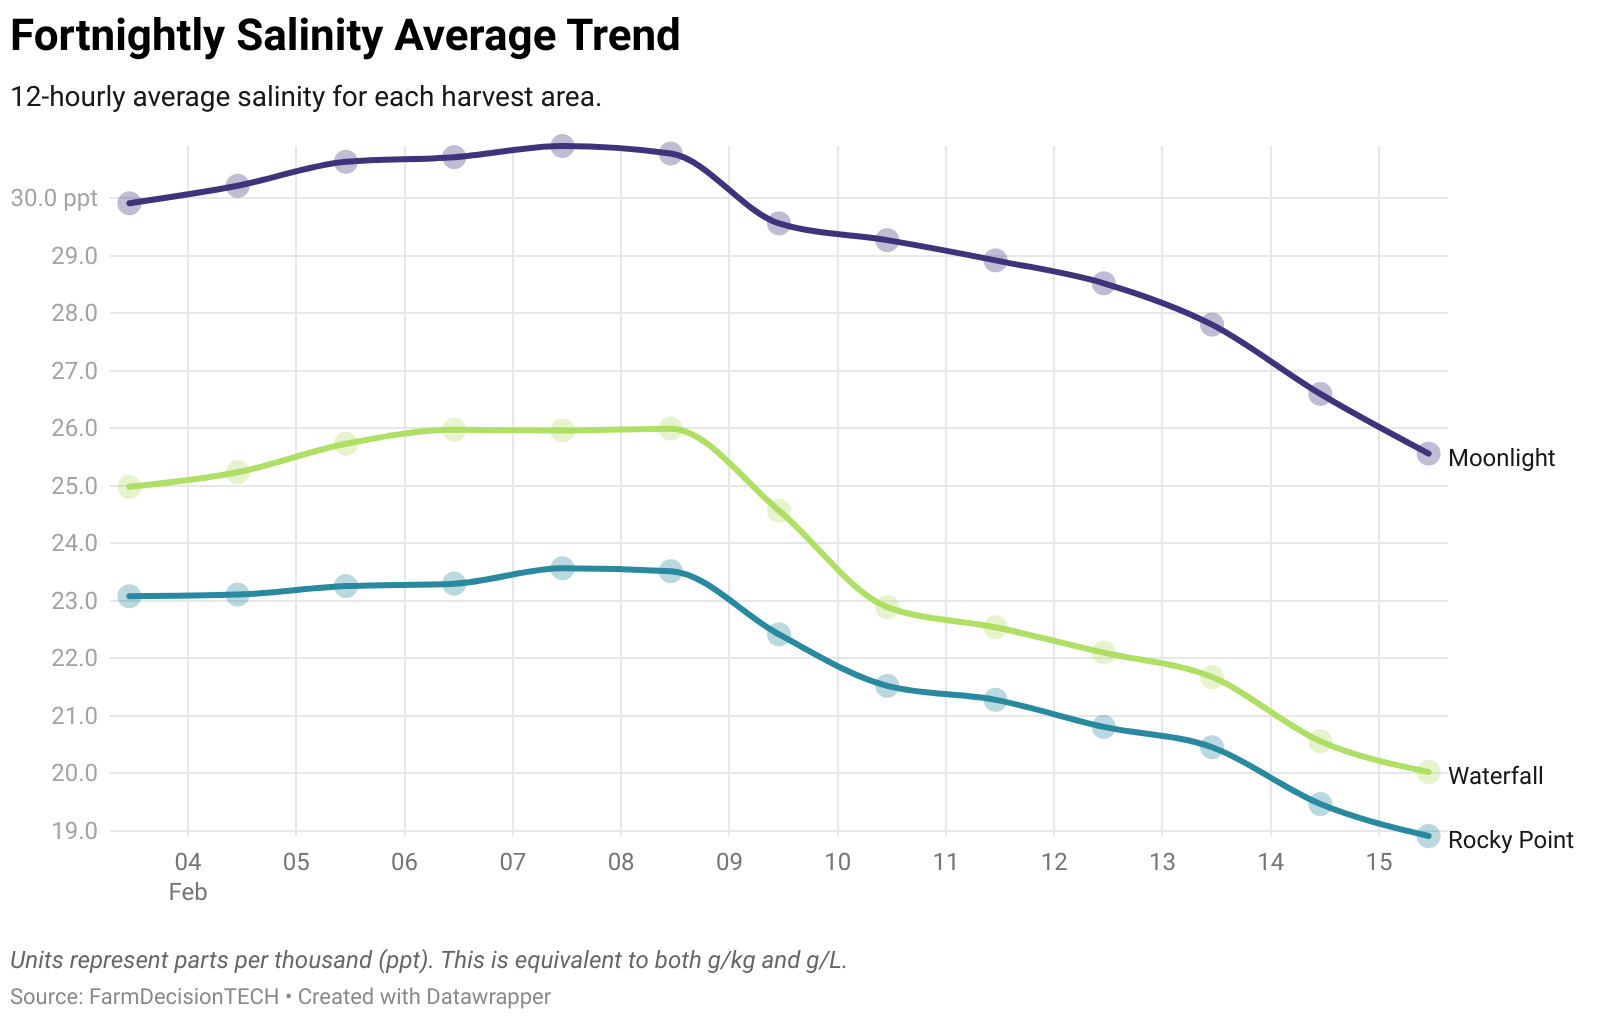 Fortnightly Salinity Average Trend
12-hourly average salinity for each harvest area.
30.0 ppt
29.0
28.0
27.0
26.0
25.0
24.0
23.0
22.0
21.0
20.0
19.0
Moonlight
Waterfall
Rocky Point
04 05 06 07 08 09 10 11 12 13 14 15
Feb
Units represent parts per thousand (ppt). This is equivalent to both g/kg and g/L.
Source: FarmDecisionTECH • Created with Datawrapper